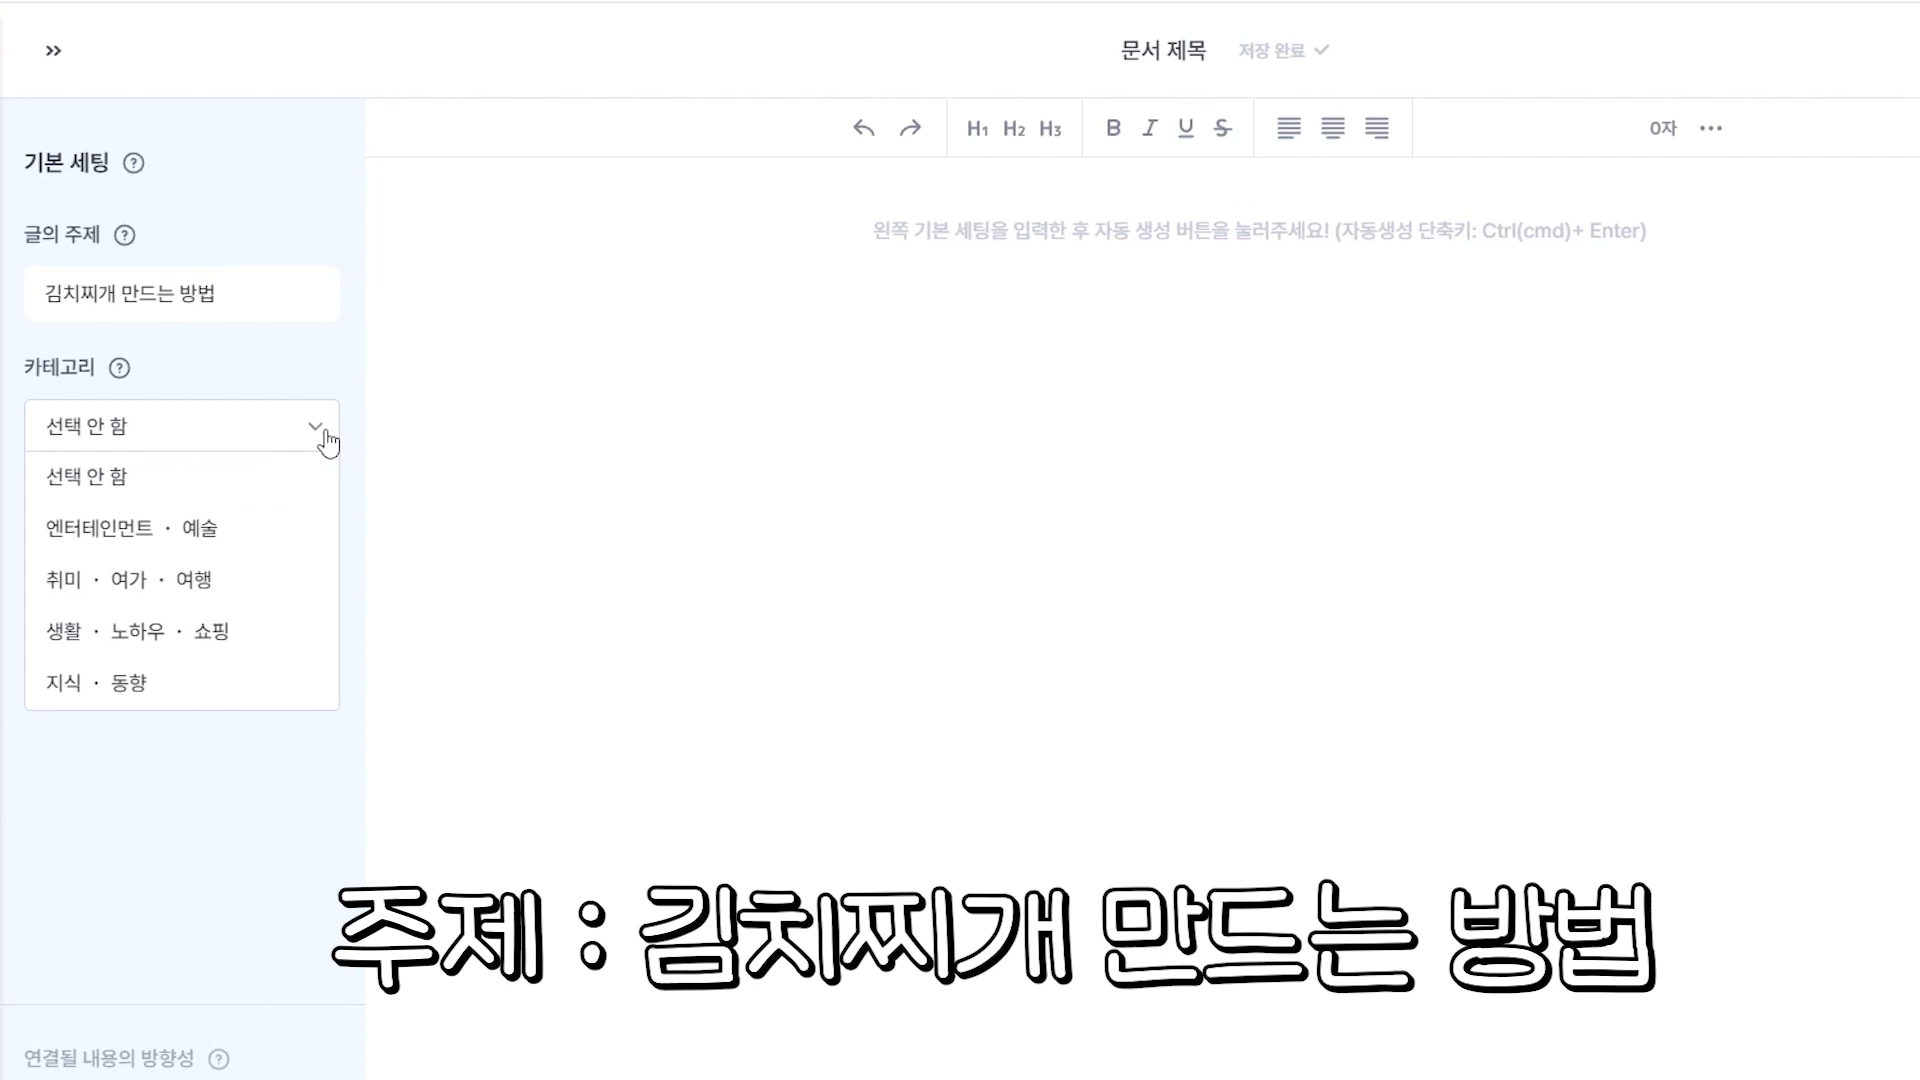 문서 제목 저장 완료
H1 H2 H3 B I U S 0자
기본 세팅
글의 주제
왼쪽 기본 세팅을 입력한 후 자동 생성 버튼을 눌러주세요! (자동생성 단축키: Ctrl(cmd)+ Enter)
김치찌개 만드는 방법
카테고리
선택 안 함
선택 안 함
엔터테인먼트 · 예술
취미 · 여가 · 여행
생활 · 노하우 · 쇼핑
지식 · 동향
주제 : 김치찌개 만드는 방법
연결될 내용의 방향성